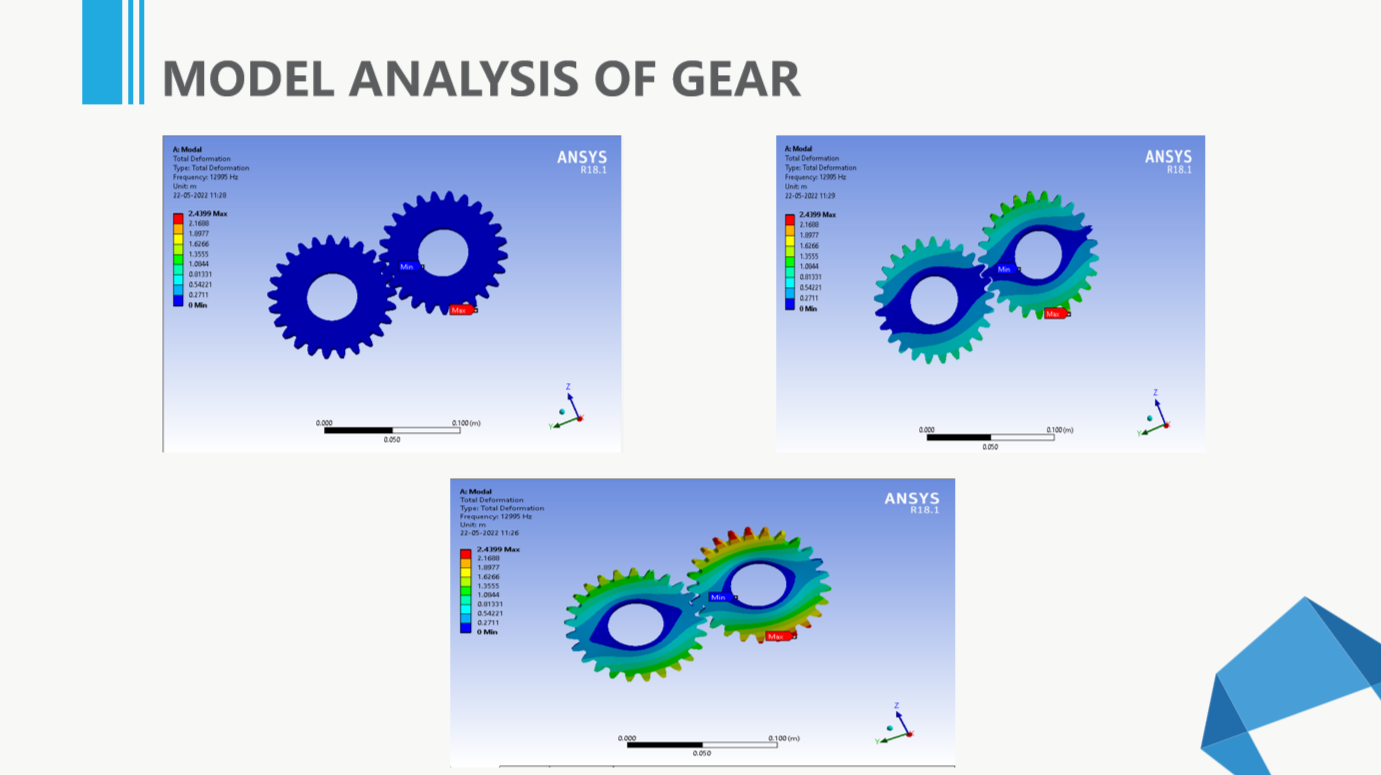 MODEL ANALYSIS OF GEAR
A: Modal
Total Deformation
Type: Total Deformation
Frequency: 12995 Hz
Unit: m
22-05-2022 11:28
ANSYS
R18.1
2.4399 Max
2.1688
1.8977
1.6266
1.3555
1.0844
0.81331
0.54221
0.2711
0 Min
Min
Max
Z
Y
0.000
0.100 (m)
0.050
A: Modal
Total Deformation
Type: Total Deformation
Frequency: 12995 Hz
Unit: m
22-05-2022 11:29
ANSYS
R18.1
2.4399 Max
2.1688
1.8977
1.6266
1.3555
1.0844
0.81331
0.54221
0.2711
0 Min
Min
Max
Z
Y
0.000
0.100 (m)
0.050
A: Modal
Total Deformation
Type: Total Deformation
Frequency: 12995 Hz
Unit: m
22-05-2022 11:26
ANSYS
R18.1
2.4399 Max
2.1688
1.8977
1.6266
1.3555
1.0844
0.81331
0.54221
0.2711
0 Min
Min
Max
Z
Y
0.000
0.100 (m)
0.050